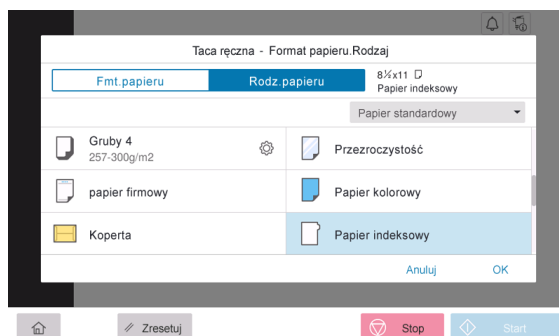 Taca ręczna - Format papieru.Rodzaj
Fmt.papieru
Rodz.papieru
8½x11
Papier indeksowy
Papier standardowy
Gruby 4
257-300g/m2
Przezroczystość
papier firmowy
Papier kolorowy
Koperta
Papier indeksowy
Anuluj
OK
Zresetuj
Stop
Start